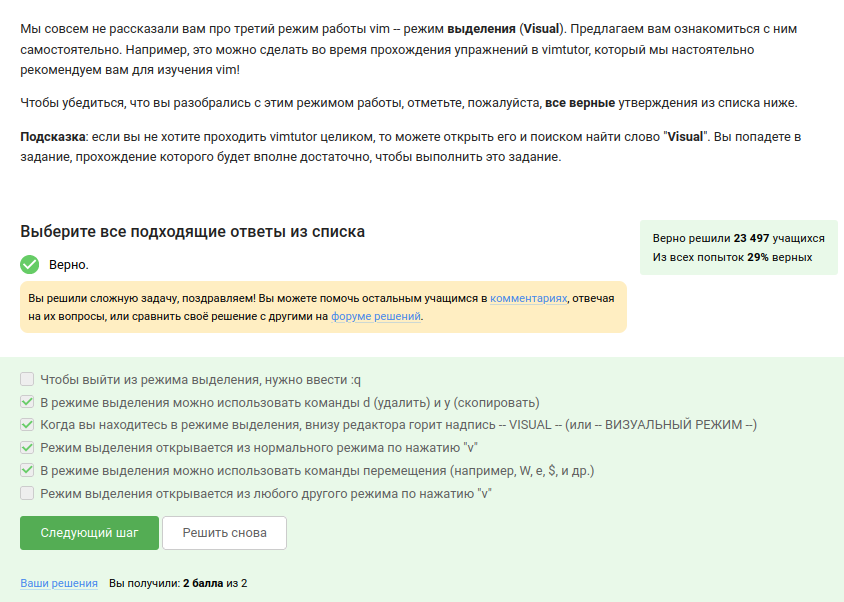 Мы совсем не рассказали вам про третий режим работы vim – режим выделения (Visual). Предлагаем вам ознакомиться с ним
самостоятельно. Например, это можно сделать во время прохождения упражнений в vimtutor, который мы настоятельно
рекомендуем вам для изучения vim!
Чтобы убедиться, что вы разобрались с этим режимом работы, отметьте, пожалуйста, все верные утверждения из списка ниже.
Подсказка: если вы не хотите проходить vimtutor целиком, то можете открыть его и поиском найти слово "Visual". Вы попадете в
задание, прохождение которого будет вполне достаточно, чтобы выполнить это задание.
Выберите все подходящие ответы из списка
Верно решили 23 497 учащихся
Из всех попыток 29% верных
Верно.
Вы решили сложную задачу, поздравляем! Вы можете помочь остальным учащимся в комментариях, отвечая
на их вопросы, или сравнить своё решение с другими на форуме решений.
Чтобы выйти из режима выделения, нужно ввести :q
В режиме выделения можно использовать команды d (удалить) и y (скопировать)
Когда вы находитесь в режиме выделения, внизу редактора горит надпись -- VISUAL -- (или -- ВИЗУАЛЬНЫЙ РЕЖИМ --)
Режим выделения открывается из нормального режима по нажатию "v"
В режиме выделения можно использовать команды перемещения (например, W, e, $, и др.)
Режим выделения открывается из любого другого режима по нажатию "v"
Следующий шаг
Решить снова
Ваши решения Вы получили: 2 балла из 2